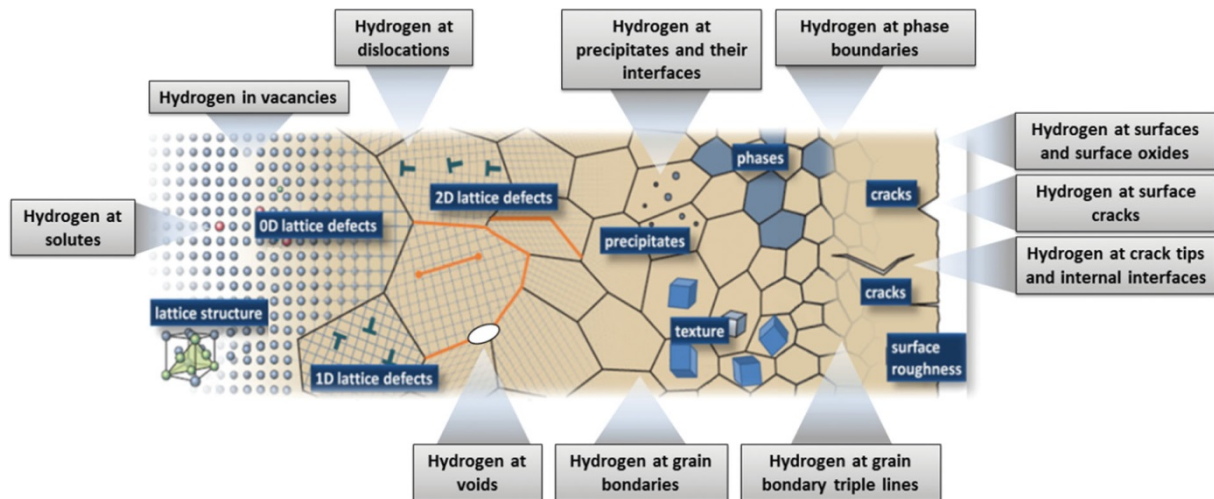 Hydrogen at
dislocations
Hydrogen at
precipitates and their
interfaces
Hydrogen at phase
boundaries
Hydrogen in vacancies
Hydrogen at surfaces
and surface oxides
phases
cracks
2D lattice defects
Hydrogen at surface
cracks
Hydrogen at
solutes
0D lattice defects
precipitates
Hydrogen at crack tips
and internal interfaces
cracks
lattice structure
texture
surface
roughness
1D lattice defects
Hydrogen at
voids
Hydrogen at grain
bondaries
Hydrogen at grain
bondary triple lines